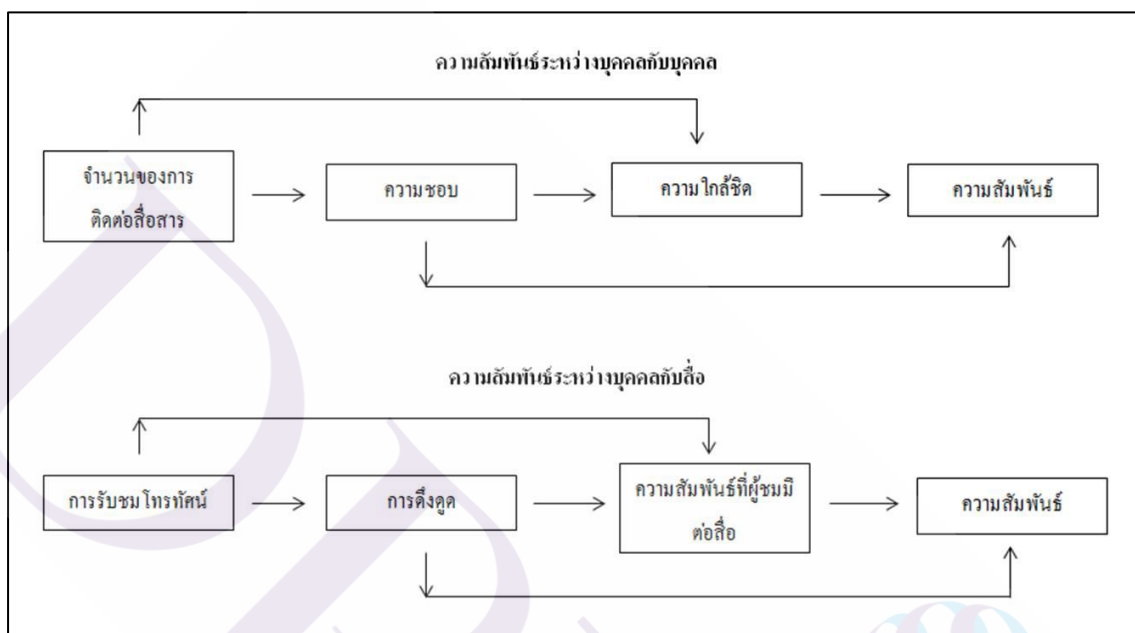 ความสัมพันธ์ระหว่างบุคคลกับบุคคล
จำนวนของการ
ติดต่อสื่อสาร
ความชอบ
ความใกล้ชิด
ความสัมพันธ์
ความสัมพันธ์ระหว่างบุคคลกับสื่อ
การรับชมโทรทัศน์
การดึงดูด
ความสัมพันธ์ที่ผู้ชมมี
ต่อสื่อ
ความสัมพันธ์